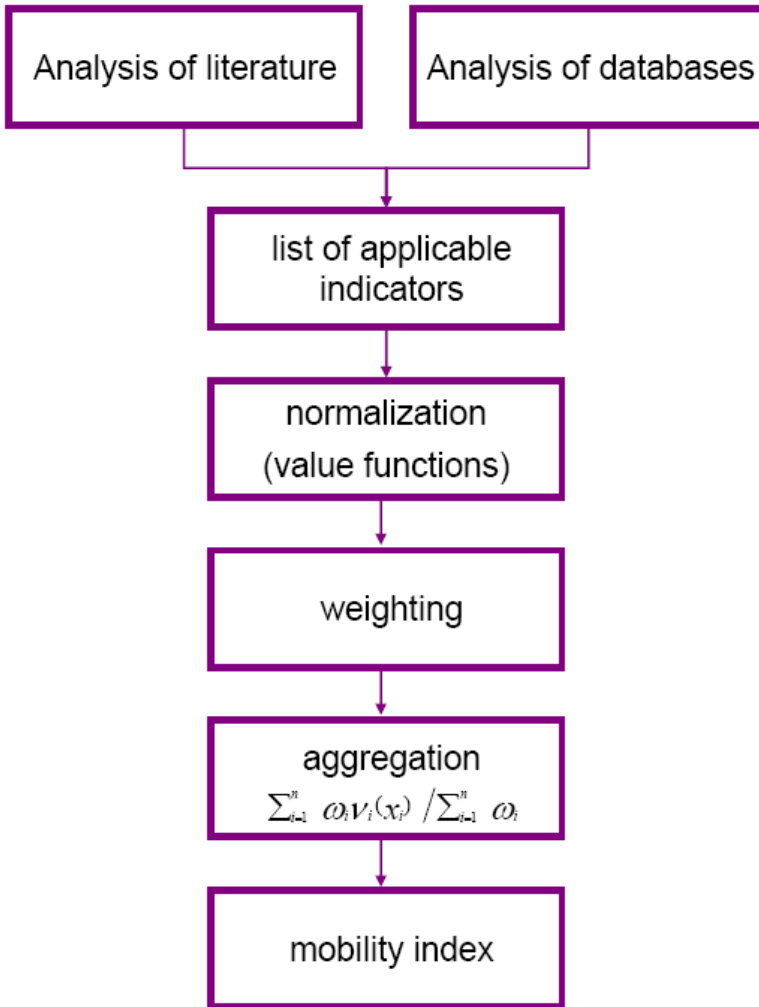 Analysis of literature
Analysis of databases
list of applicable
indicators
normalization
(value functions)
weighting
aggregation
∑ⁿᵢ₌₁ ωᵢνᵢ(xᵢ) / ∑ⁿᵢ₌₁ ωᵢ
mobility index